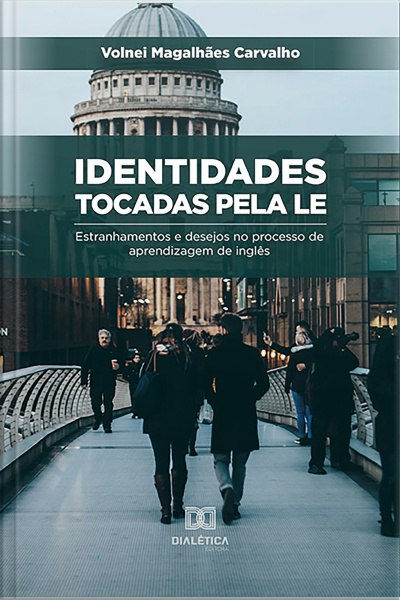 Volnei Magalhães Carvalho
IDENTIDADES
TOCADAS PELA LE
Estranhamentos e desejos no processo de
aprendizagem de inglês
DIALÉTICA
EDITORA